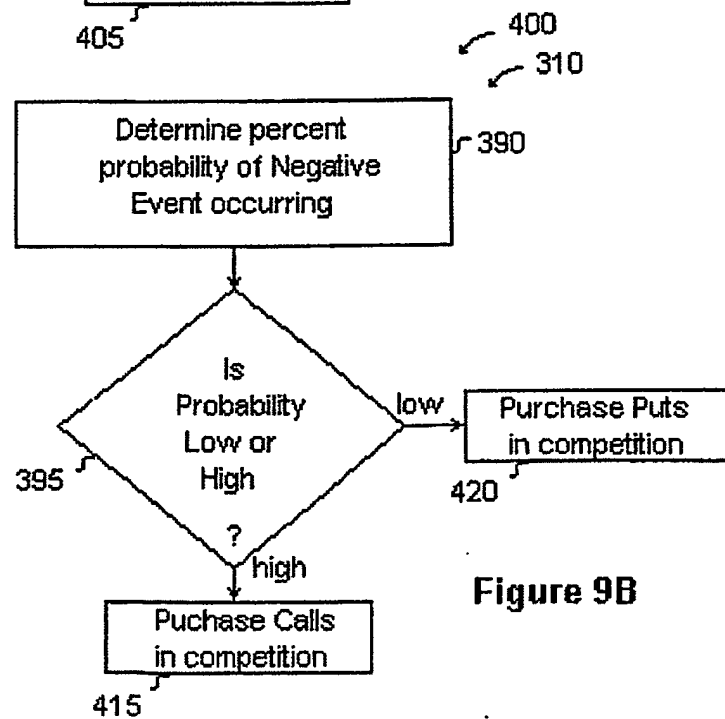 405
400
310
Determine percent
probability of Negative
Event occurring
390
Is
Probability
Low or
High
?
395
low
Purchase Puts
in competition
420
high
Puchase Calls
in competition
415
Figure 9B